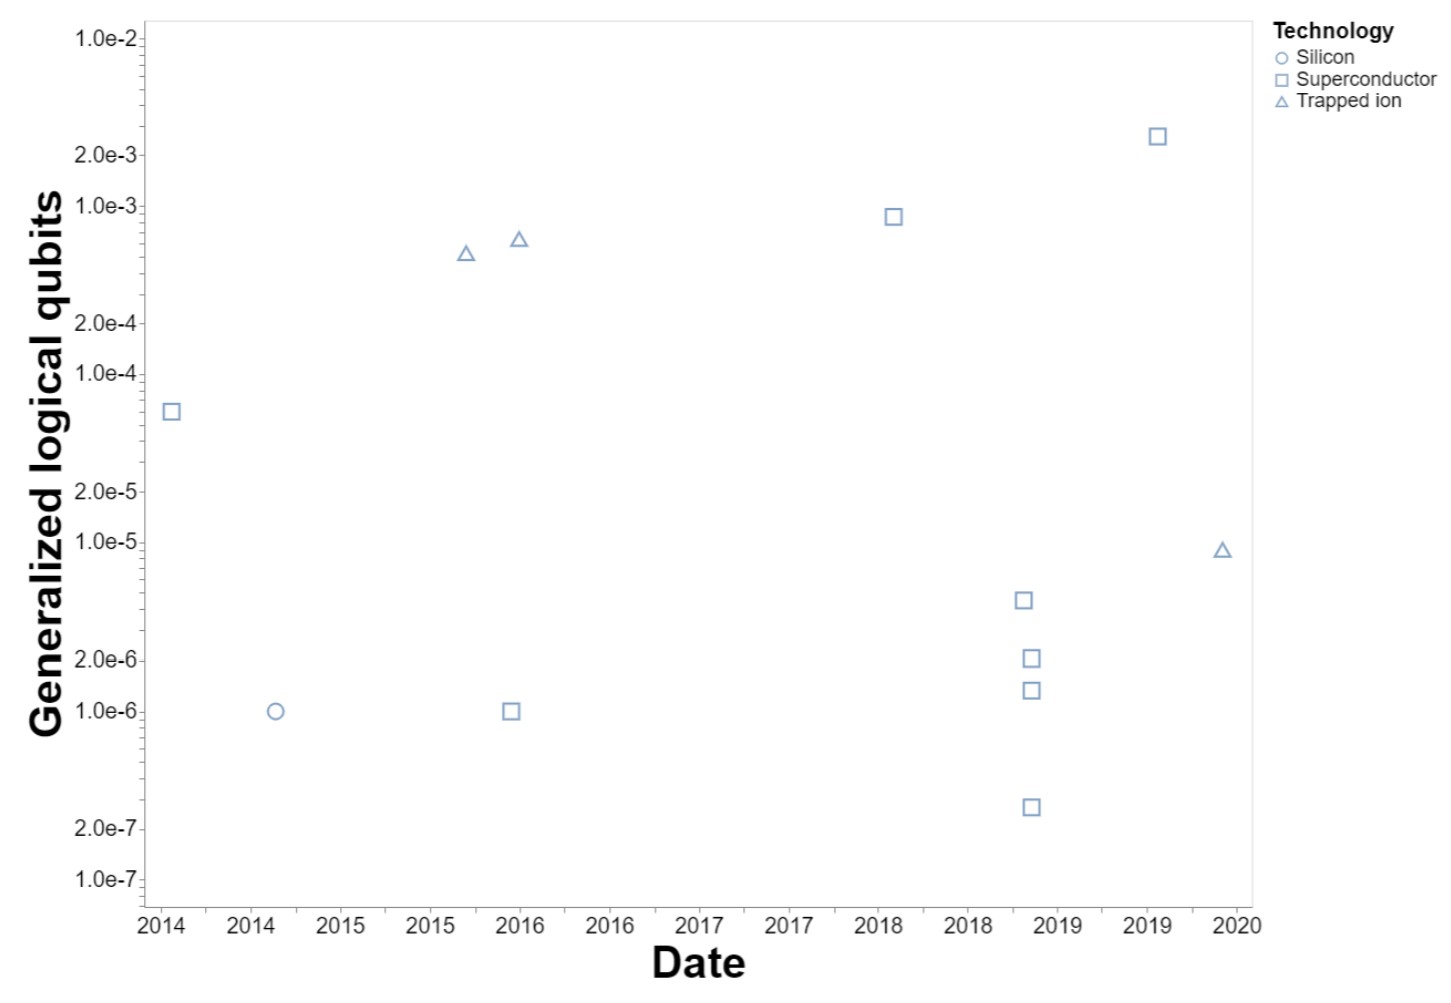 1.0e-2
2.0e-3
1.0e-3
2.0e-4
1.0e-4
2.0e-5
1.0e-5
2.0e-6
1.0e-6
2.0e-7
1.0e-7
Generalized logical qubits
2014 2014 2015 2015 2016 2016 2017 2017 2018 2018 2019 2019 2020
Date
Technology
Silicon
Superconductor
Trapped ion